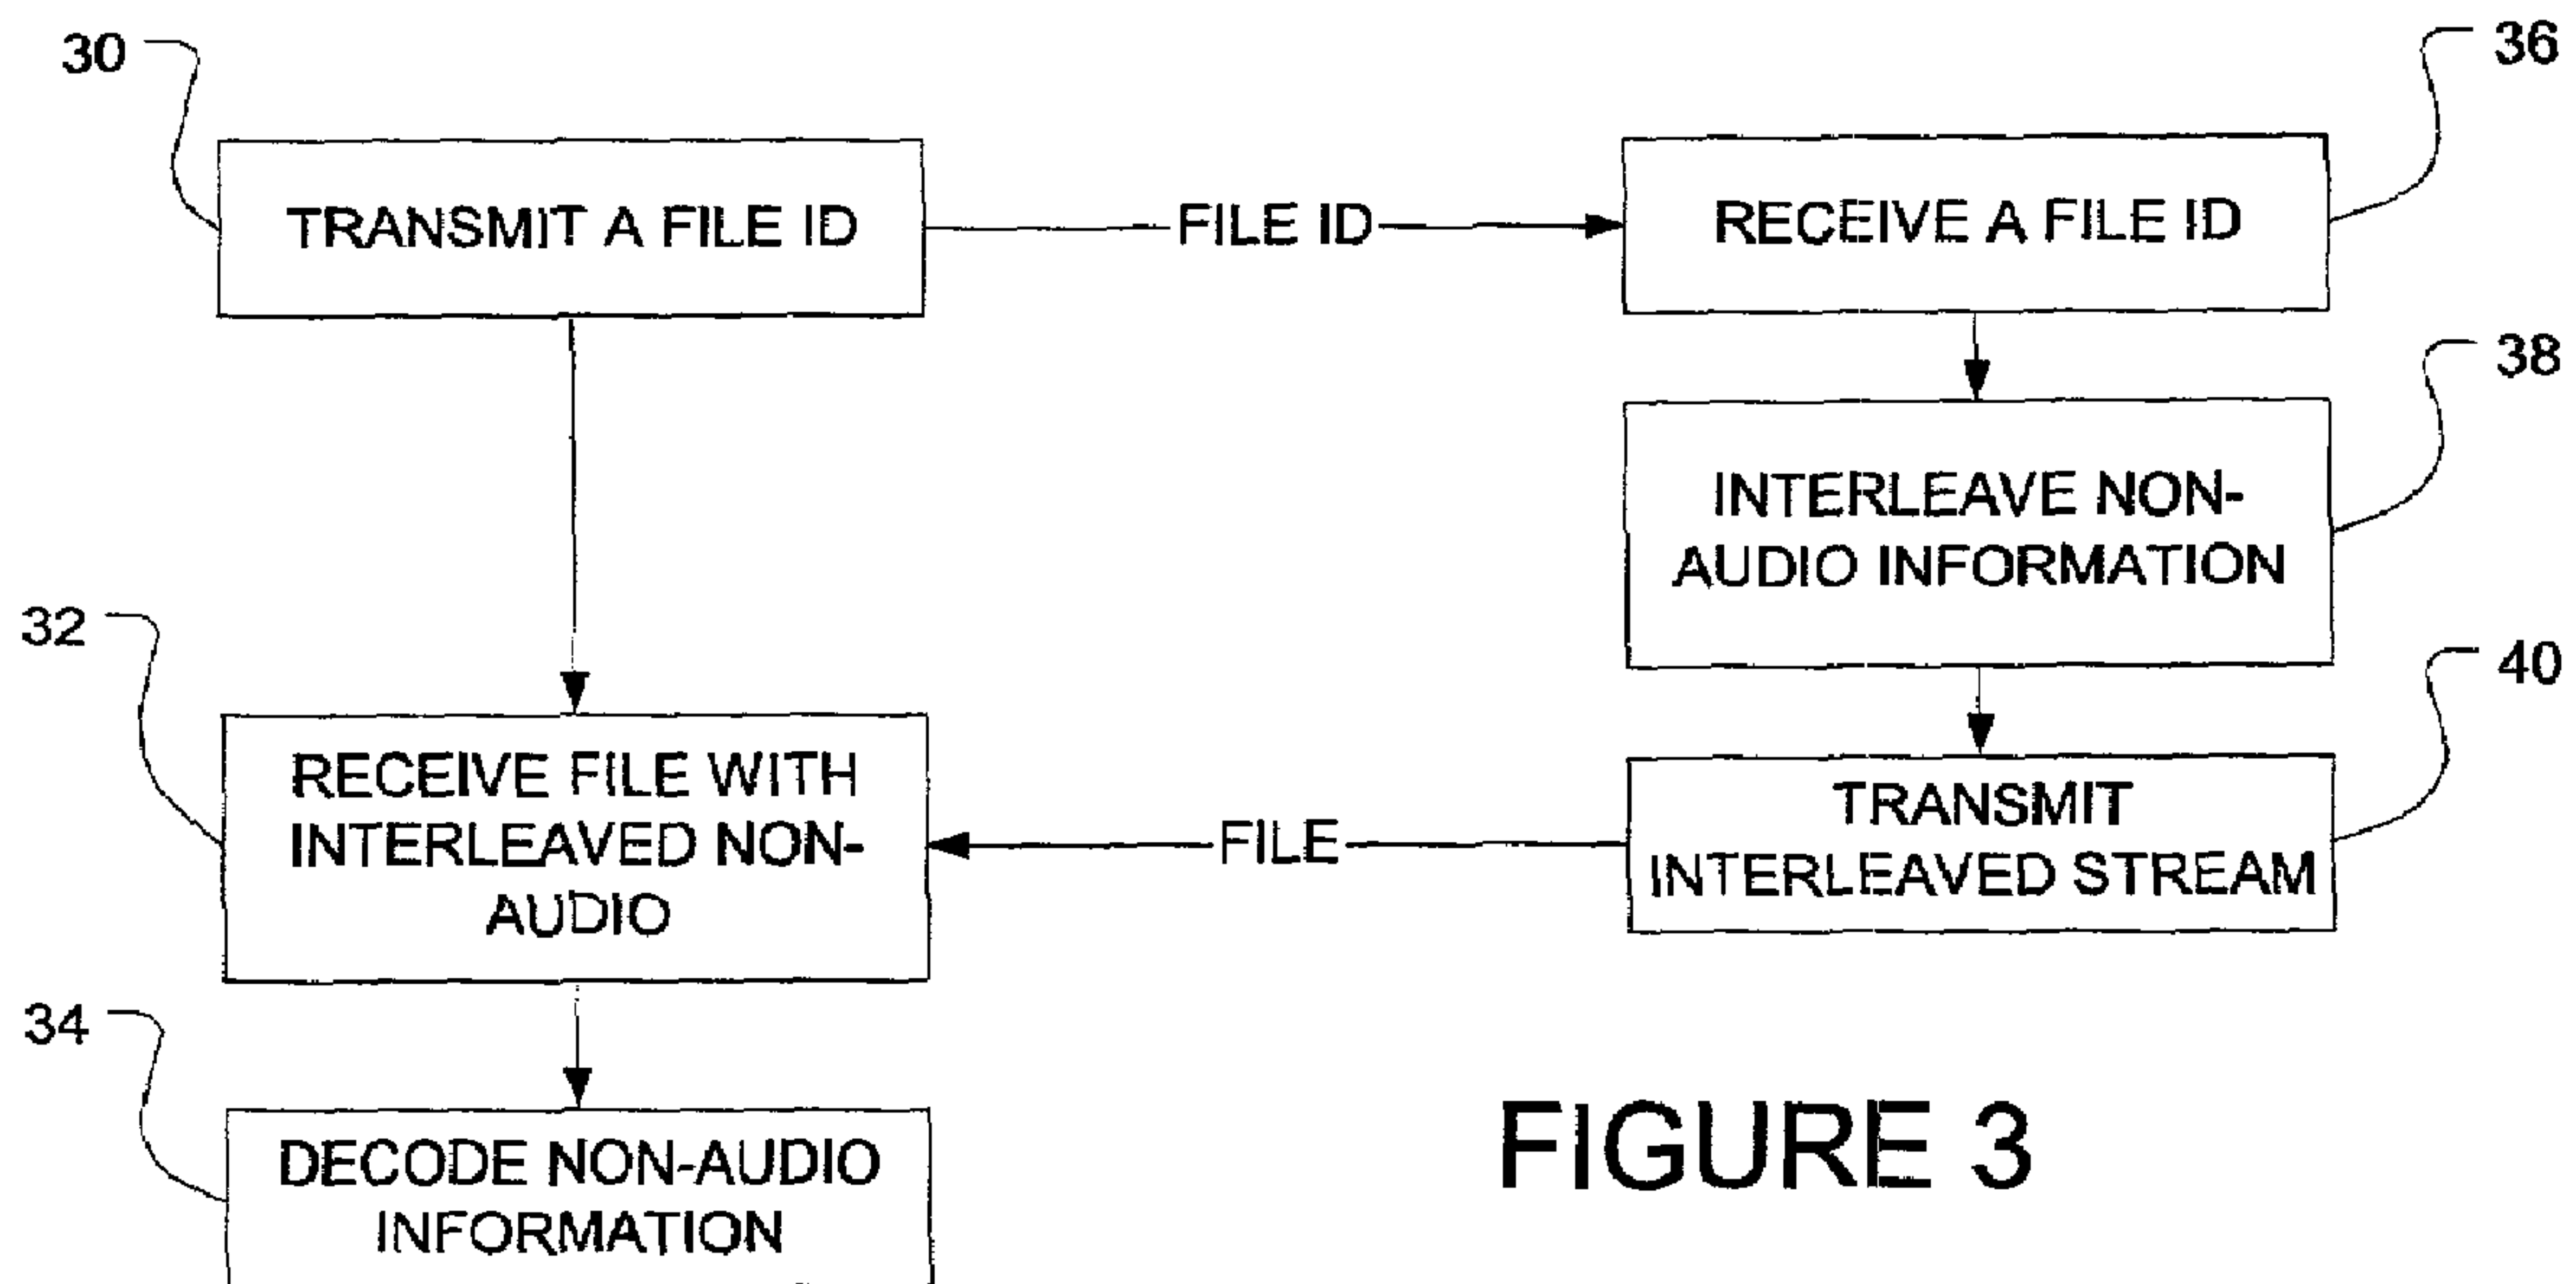 30
36
TRANSMIT A FILE ID
FILE ID
RECEIVE A FILE ID
38
INTERLEAVE NON-
AUDIO INFORMATION
32
40
RECEIVE FILE WITH
INTERLEAVED NON-
AUDIO
FILE
TRANSMIT
INTERLEAVED STREAM
34
DECODE NON-AUDIO
INFORMATION
FIGURE 3